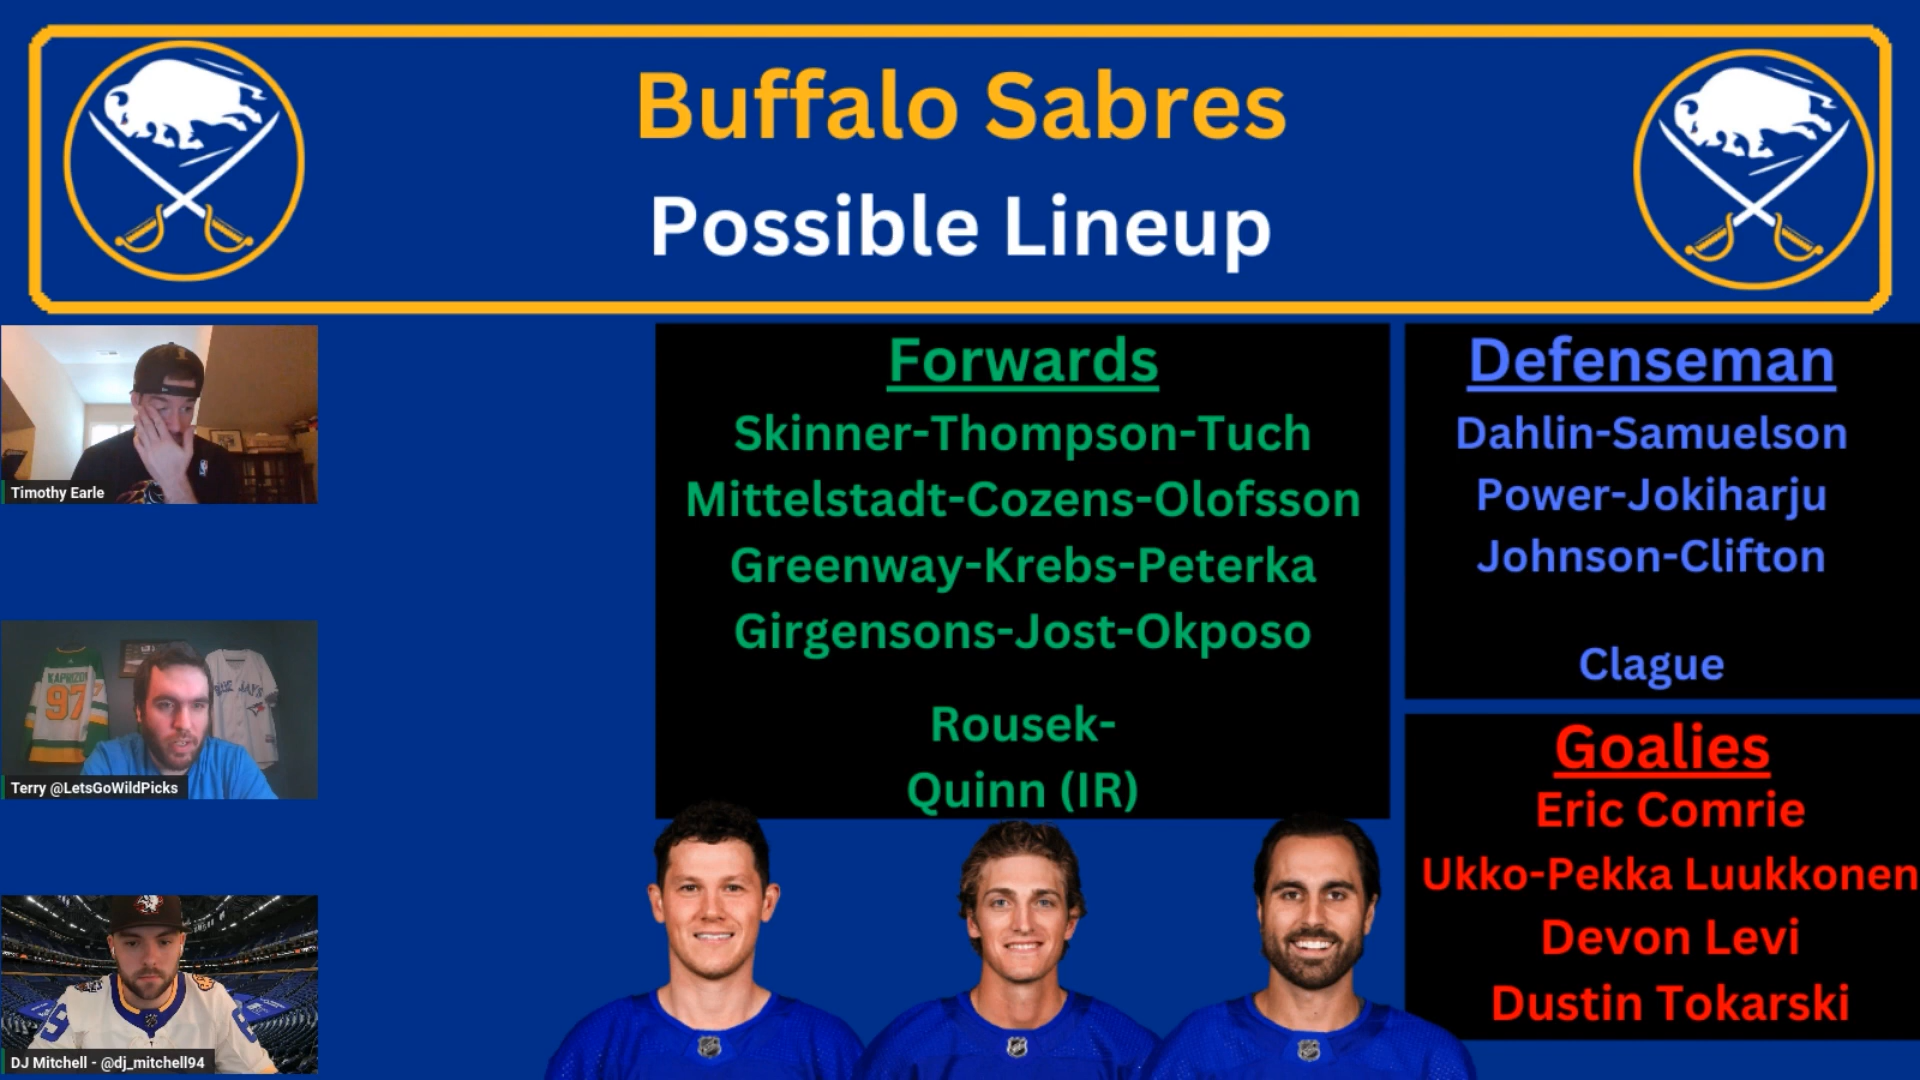 Buffalo Sabres
Possible Lineup
Timothy Earle
KAPRIZOV
97
Terry @LetsGoWildPicks
DJ Mitchell - @dj_mitchell94
Forwards
Skinner-Thompson-Tuch
Mittelstadt-Cozens-Olofsson
Greenway-Krebs-Peterka
Girgensons-Jost-Okposo
Rousek-
Quinn (IR)
Defenseman
Dahlin-Samuelson
Power-Jokiharju
Johnson-Clifton
Clague
Goalies
Eric Comrie
Ukko-Pekka Luukkonen
Devon Levi
Dustin Tokarski